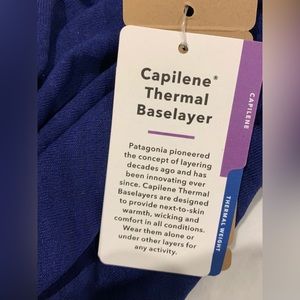 Capilene®
Thermal
Baselayer
Patagonia pioneered
the concept of layering
decades ago and has
been innovating ever
since. Capilene Thermal
Baselayers are designed
to provide next-to-skin
warmth, wicking and
comfort in all conditions.
Wear them alone or
under other layers for
any activity.
CAPILENE
THERMAL WEIGHT